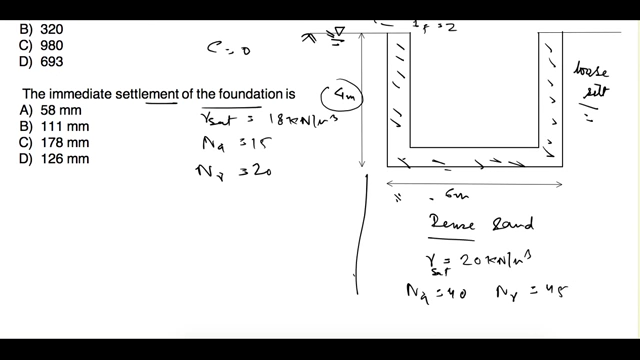 B) 320
C) 980
D) 693
C = 0
The immediate settlement of the foundation is
A) 58 mm
B) 111 mm
C) 178 mm
D) 126 mm
γsat = 18 kN/m³
Nq = 15
Nγ = 20
4m
loose
silt
6m
Dense Sand
γsat = 20 kN/m³
Nq = 40 Nγ = 45